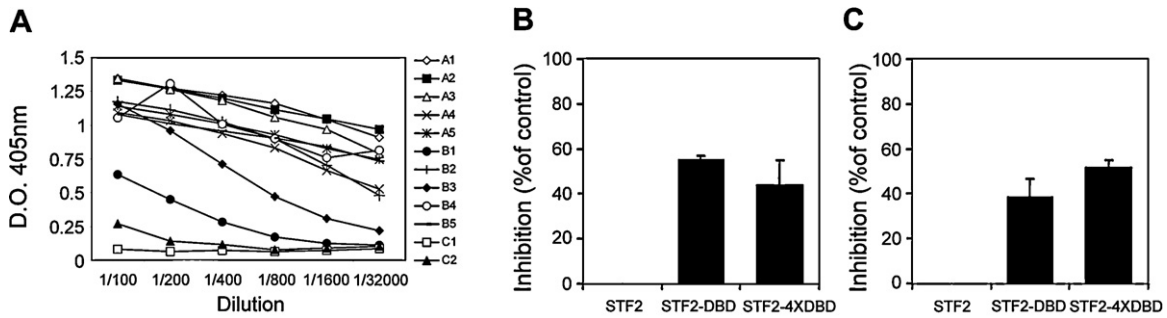 A
D.O. 405nm
1.5
1.25
1
0.75
0.5
0.25
0
1/100 1/200 1/400 1/800 1/1600 1/32000
Dilution
A1
A2
A3
A4
A5
B1
B2
B3
B4
B5
C1
C2
B
Inhibition (%of control)
100
80
60
40
20
0
STF2 STF2-DBD STF2-4XDBD
C
Inhibition (%of control)
100
80
60
40
20
0
STF2 STF2-DBD STF2-4XDBD